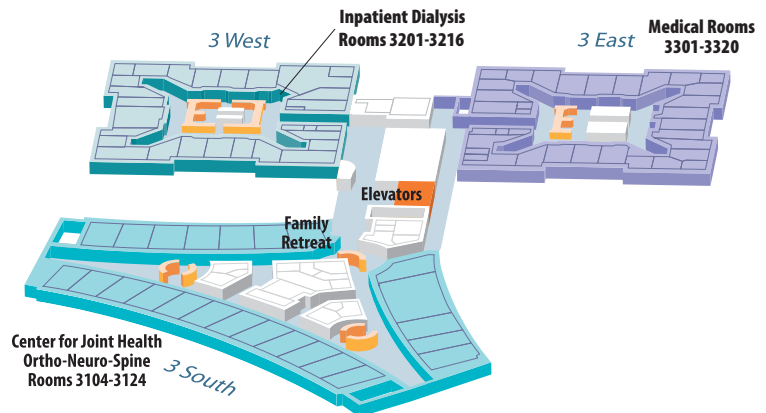 3 West
Inpatient Dialysis
Rooms 3201-3216
3 East
Medical Rooms
3301-3320
Elevators
Family
Retreat
Center for Joint Health
Ortho-Neuro-Spine
Rooms 3104-3124
3 South